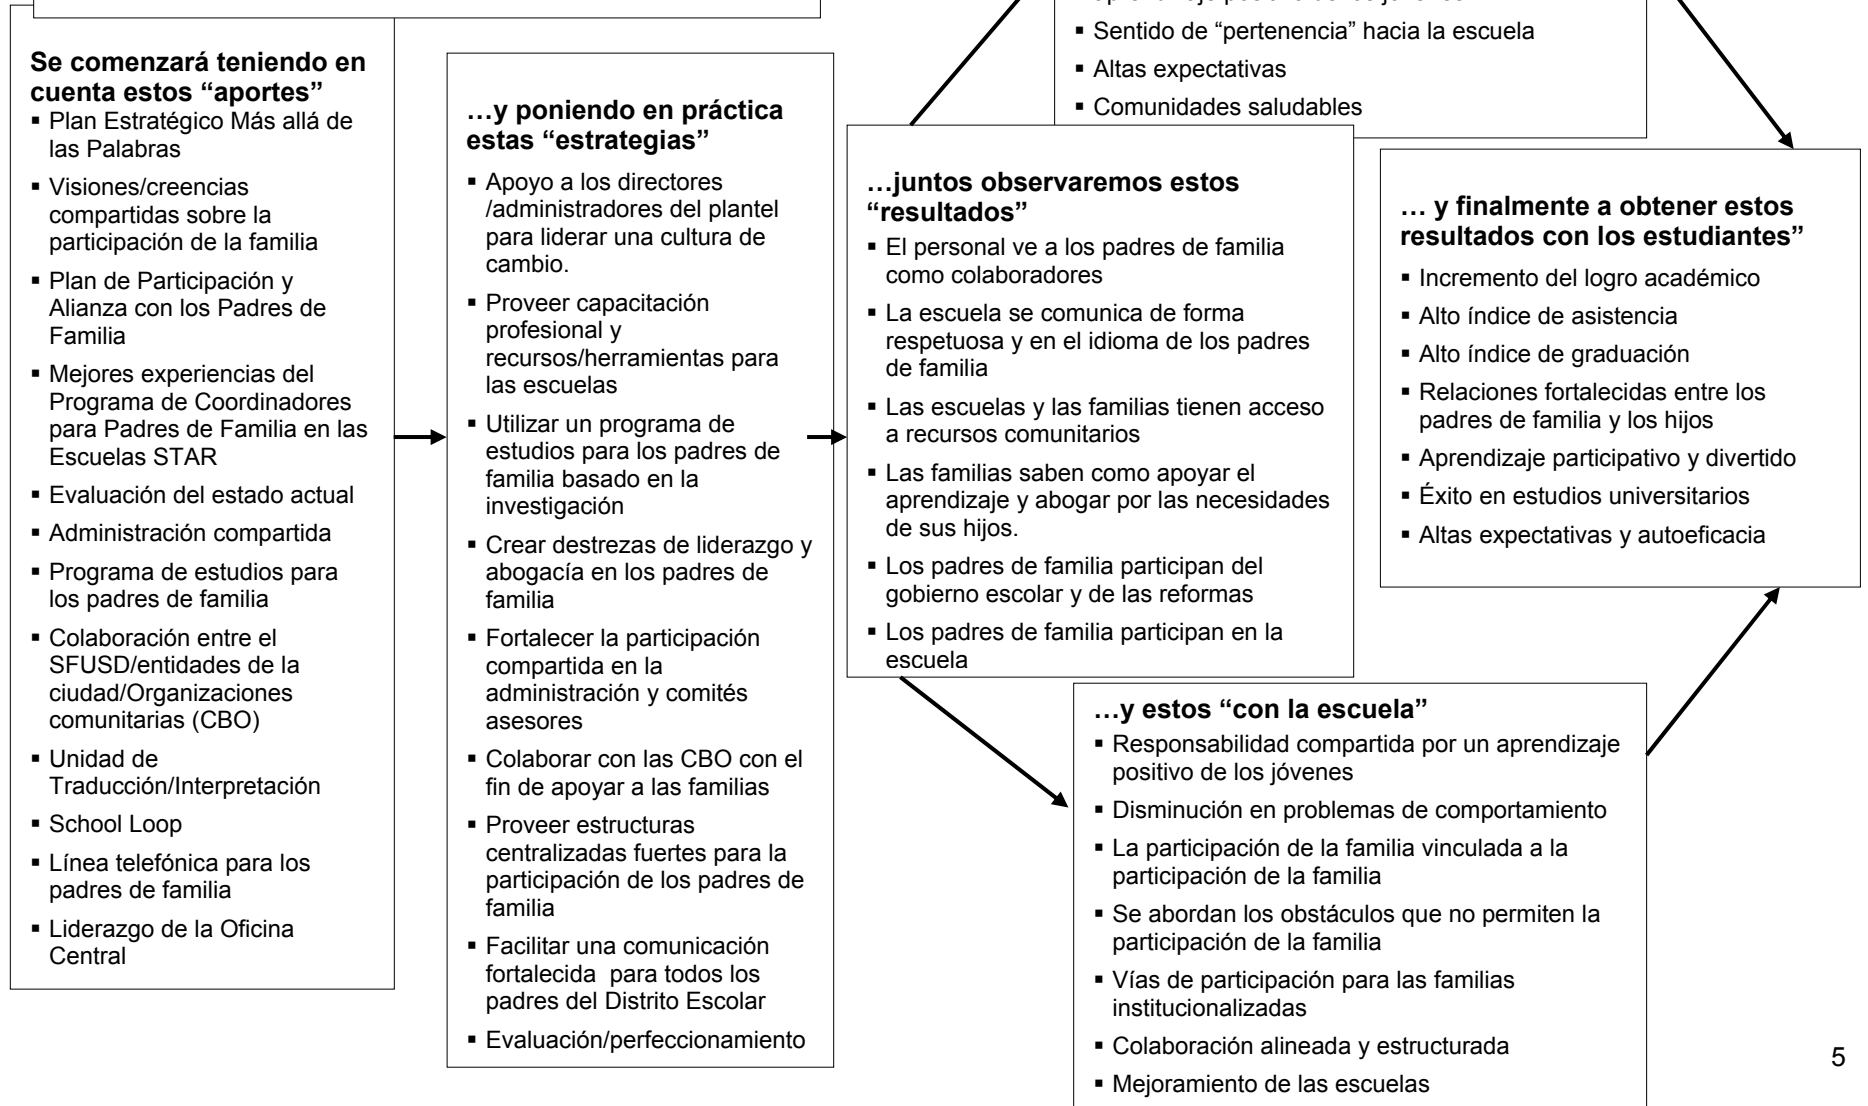 Se comenzará teniendo en
cuenta estos “aportes”
▪ Plan Estratégico Más allá de
las Palabras
▪ Visiones/creencias
compartidas sobre la
participación de la familia
▪ Plan de Participación y
Alianza con los Padres de
Familia
▪ Mejores experiencias del
Programa de Coordinadores
para Padres de Familia en las
Escuelas STAR
▪ Evaluación del estado actual
▪ Administración compartida
▪ Programa de estudios para
los padres de familia
▪ Colaboración entre el
SFUSD/entidades de la
ciudad/Organizaciones
comunitarias (CBO)
▪ Unidad de
Traducción/Interpretación
▪ School Loop
▪ Línea telefónica para los
padres de familia
▪ Liderazgo de la Oficina
Central
…y poniendo en práctica
estas “estrategias”
▪ Apoyo a los directores
/administradores del plantel
para liderar una cultura de
cambio.
▪ Proveer capacitación
profesional y
recursos/herramientas para
las escuelas
▪ Utilizar un programa de
estudios para los padres de
familia basado en la
investigación
▪ Crear destrezas de liderazgo y
abogacía en los padres de
familia
▪ Fortalecer la participación
compartida en la
administración y comités
asesores
▪ Colaborar con las CBO con el
fin de apoyar a las familias
▪ Proveer estructuras
centralizadas fuertes para la
participación de los padres de
familia
▪ Facilitar una comunicación
fortalecida para todos los
padres del Distrito Escolar
▪ Evaluación/perfeccionamiento
▪ Sentido de “pertenencia” hacia la escuela
▪ Altas expectativas
▪ Comunidades saludables
…juntos observaremos estos
“resultados”
▪ El personal ve a los padres de familia
como colaboradores
▪ La escuela se comunica de forma
respetuosa y en el idioma de los padres
de familia
▪ Las escuelas y las familias tienen acceso
a recursos comunitarios
▪ Las familias saben como apoyar el
aprendizaje y abogar por las necesidades
de sus hijos.
▪ Los padres de familia participan del
gobierno escolar y de las reformas
▪ Los padres de familia participan en la
escuela
… y finalmente a obtener estos
resultados con los estudiantes”
▪ Incremento del logro académico
▪ Alto índice de asistencia
▪ Alto índice de graduación
▪ Relaciones fortalecidas entre los
padres de familia y los hijos
▪ Aprendizaje participativo y divertido
▪ Éxito en estudios universitarios
▪ Altas expectativas y autoeficacia
…y estos “con la escuela”
▪ Responsabilidad compartida por un aprendizaje
positivo de los jóvenes
▪ Disminución en problemas de comportamiento
▪ La participación de la familia vinculada a la
participación de la familia
▪ Se abordan los obstáculos que no permiten la
participación de la familia
▪ Vías de participación para las familias
institucionalizadas
▪ Colaboración alineada y estructurada
▪ Mejoramiento de las escuelas
5